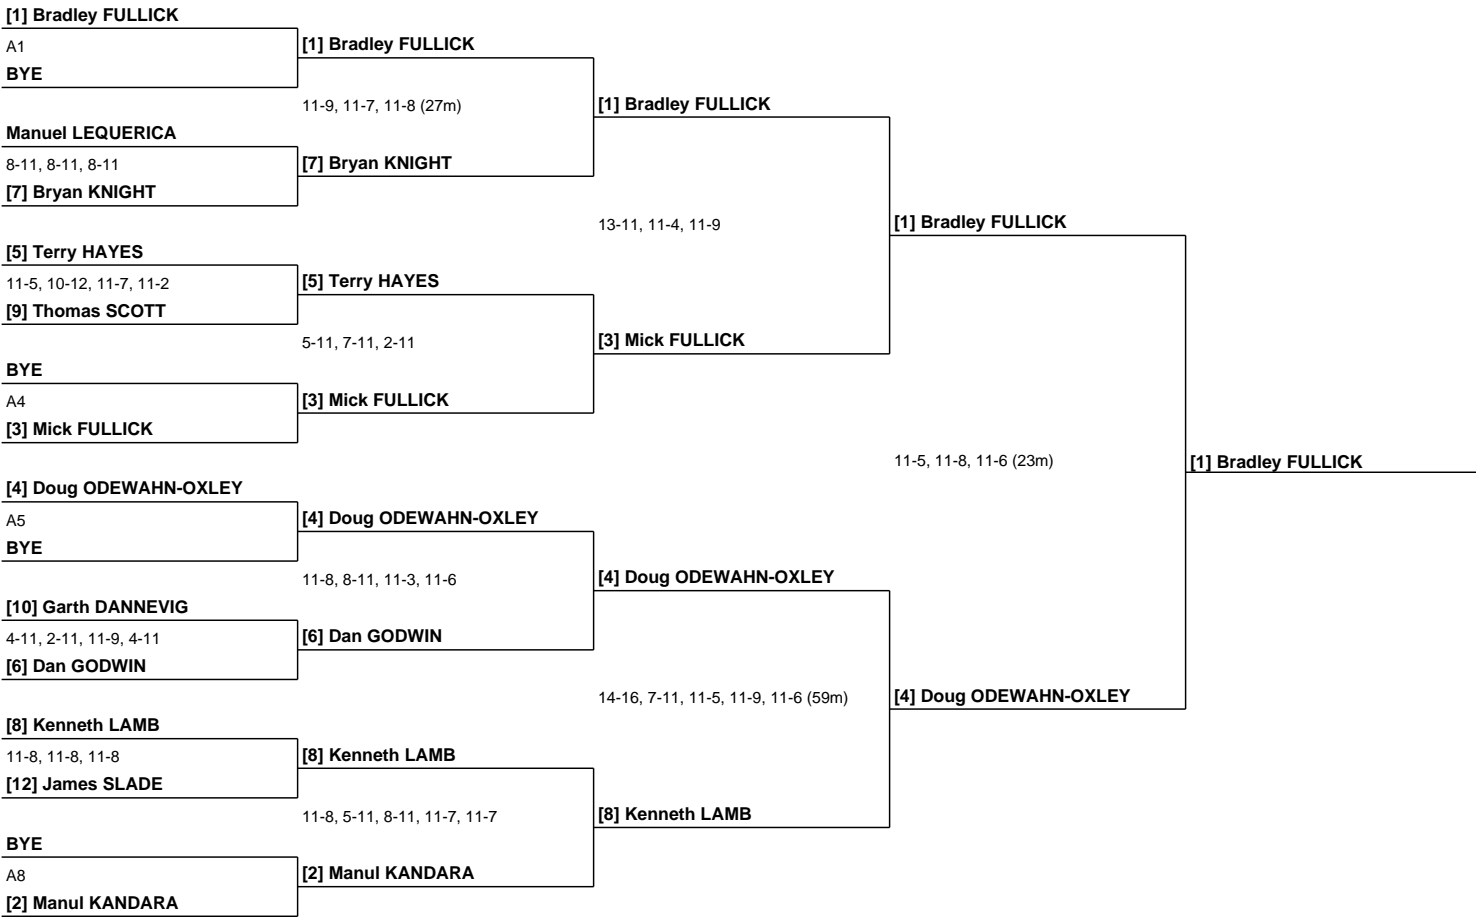 [1] Bradley FULLICK
A1
BYE
Manuel LEQUERICA
8-11, 8-11, 8-11
[7] Bryan KNIGHT
[5] Terry HAYES
11-5, 10-12, 11-7, 11-2
[9] Thomas SCOTT
BYE
A4
[3] Mick FULLICK
[4] Doug ODEWAHN-OXLEY
A5
BYE
[10] Garth DANNEVIG
4-11, 2-11, 11-9, 4-11
[6] Dan GODWIN
[8] Kenneth LAMB
11-8, 11-8, 11-8
[12] James SLADE
BYE
A8
[2] Manul KANDARA
[1] Bradley FULLICK
11-9, 11-7, 11-8 (27m)
[7] Bryan KNIGHT
[5] Terry HAYES
5-11, 7-11, 2-11
[3] Mick FULLICK
[4] Doug ODEWAHN-OXLEY
11-8, 8-11, 11-3, 11-6
[6] Dan GODWIN
[8] Kenneth LAMB
11-8, 5-11, 8-11, 11-7, 11-7
[2] Manul KANDARA
[1] Bradley FULLICK
13-11, 11-4, 11-9
[3] Mick FULLICK
[4] Doug ODEWAHN-OXLEY
14-16, 7-11, 11-5, 11-9, 11-6 (59m)
[8] Kenneth LAMB
[1] Bradley FULLICK
11-5, 11-8, 11-6 (23m)
[4] Doug ODEWAHN-OXLEY
[1] Bradley FULLICK